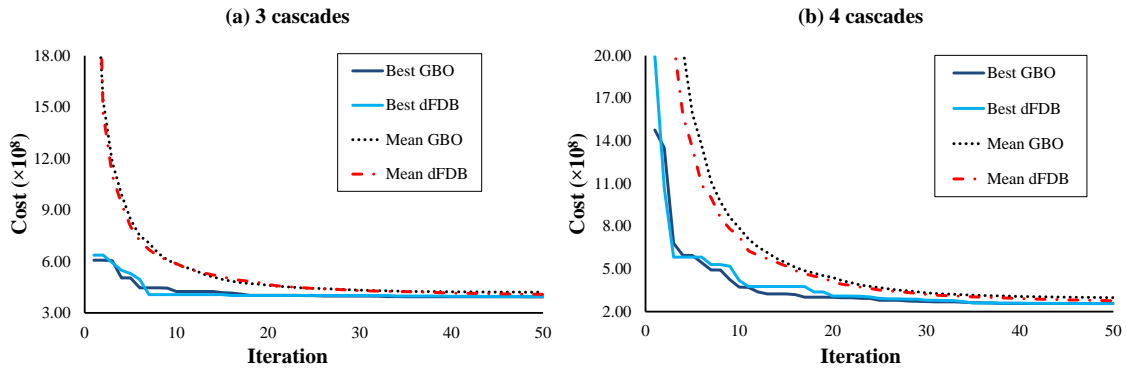 (a) 3 cascades
18.00
15.00
12.00
9.00
6.00
3.00
Cost (×10⁸)
0
10
20
30
40
50
Iteration
Best GBO
Best dFDB
Mean GBO
Mean dFDB
(b) 4 cascades
20.00
17.00
14.00
11.00
8.00
5.00
2.00
Cost (×10⁸)
0
10
20
30
40
50
Iteration
Best GBO
Best dFDB
Mean GBO
Mean dFDB